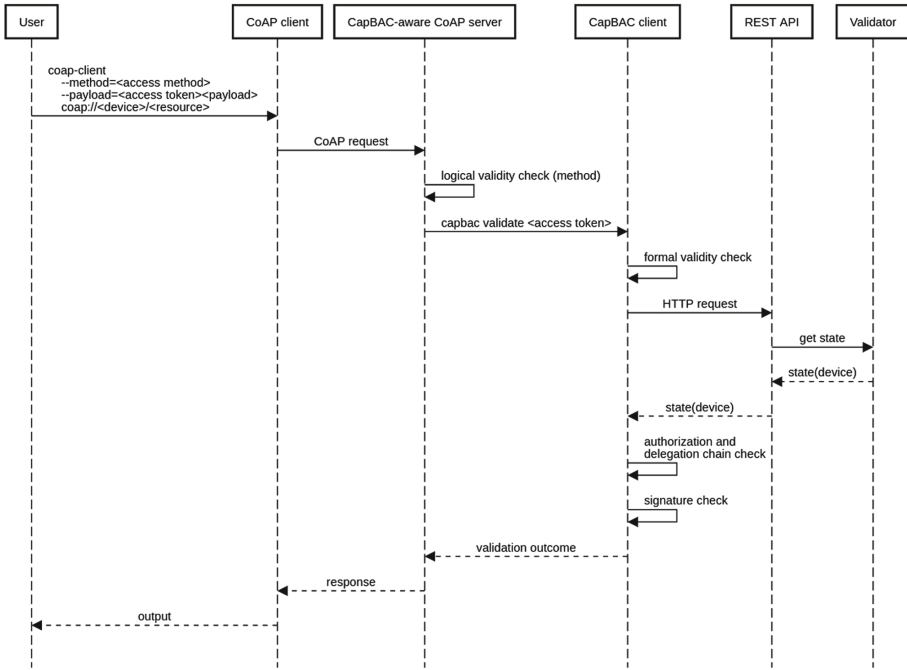 User
CoAP client
CapBAC-aware CoAP server
CapBAC client
REST API
Validator
coap-client
--method=<access method>
--payload=<access token><payload>
coap://<device>/<resource>
CoAP request
logical validity check (method)
capbac validate <access token>
formal validity check
HTTP request
get state
state(device)
state(device)
authorization and
delegation chain check
signature check
validation outcome
response
output